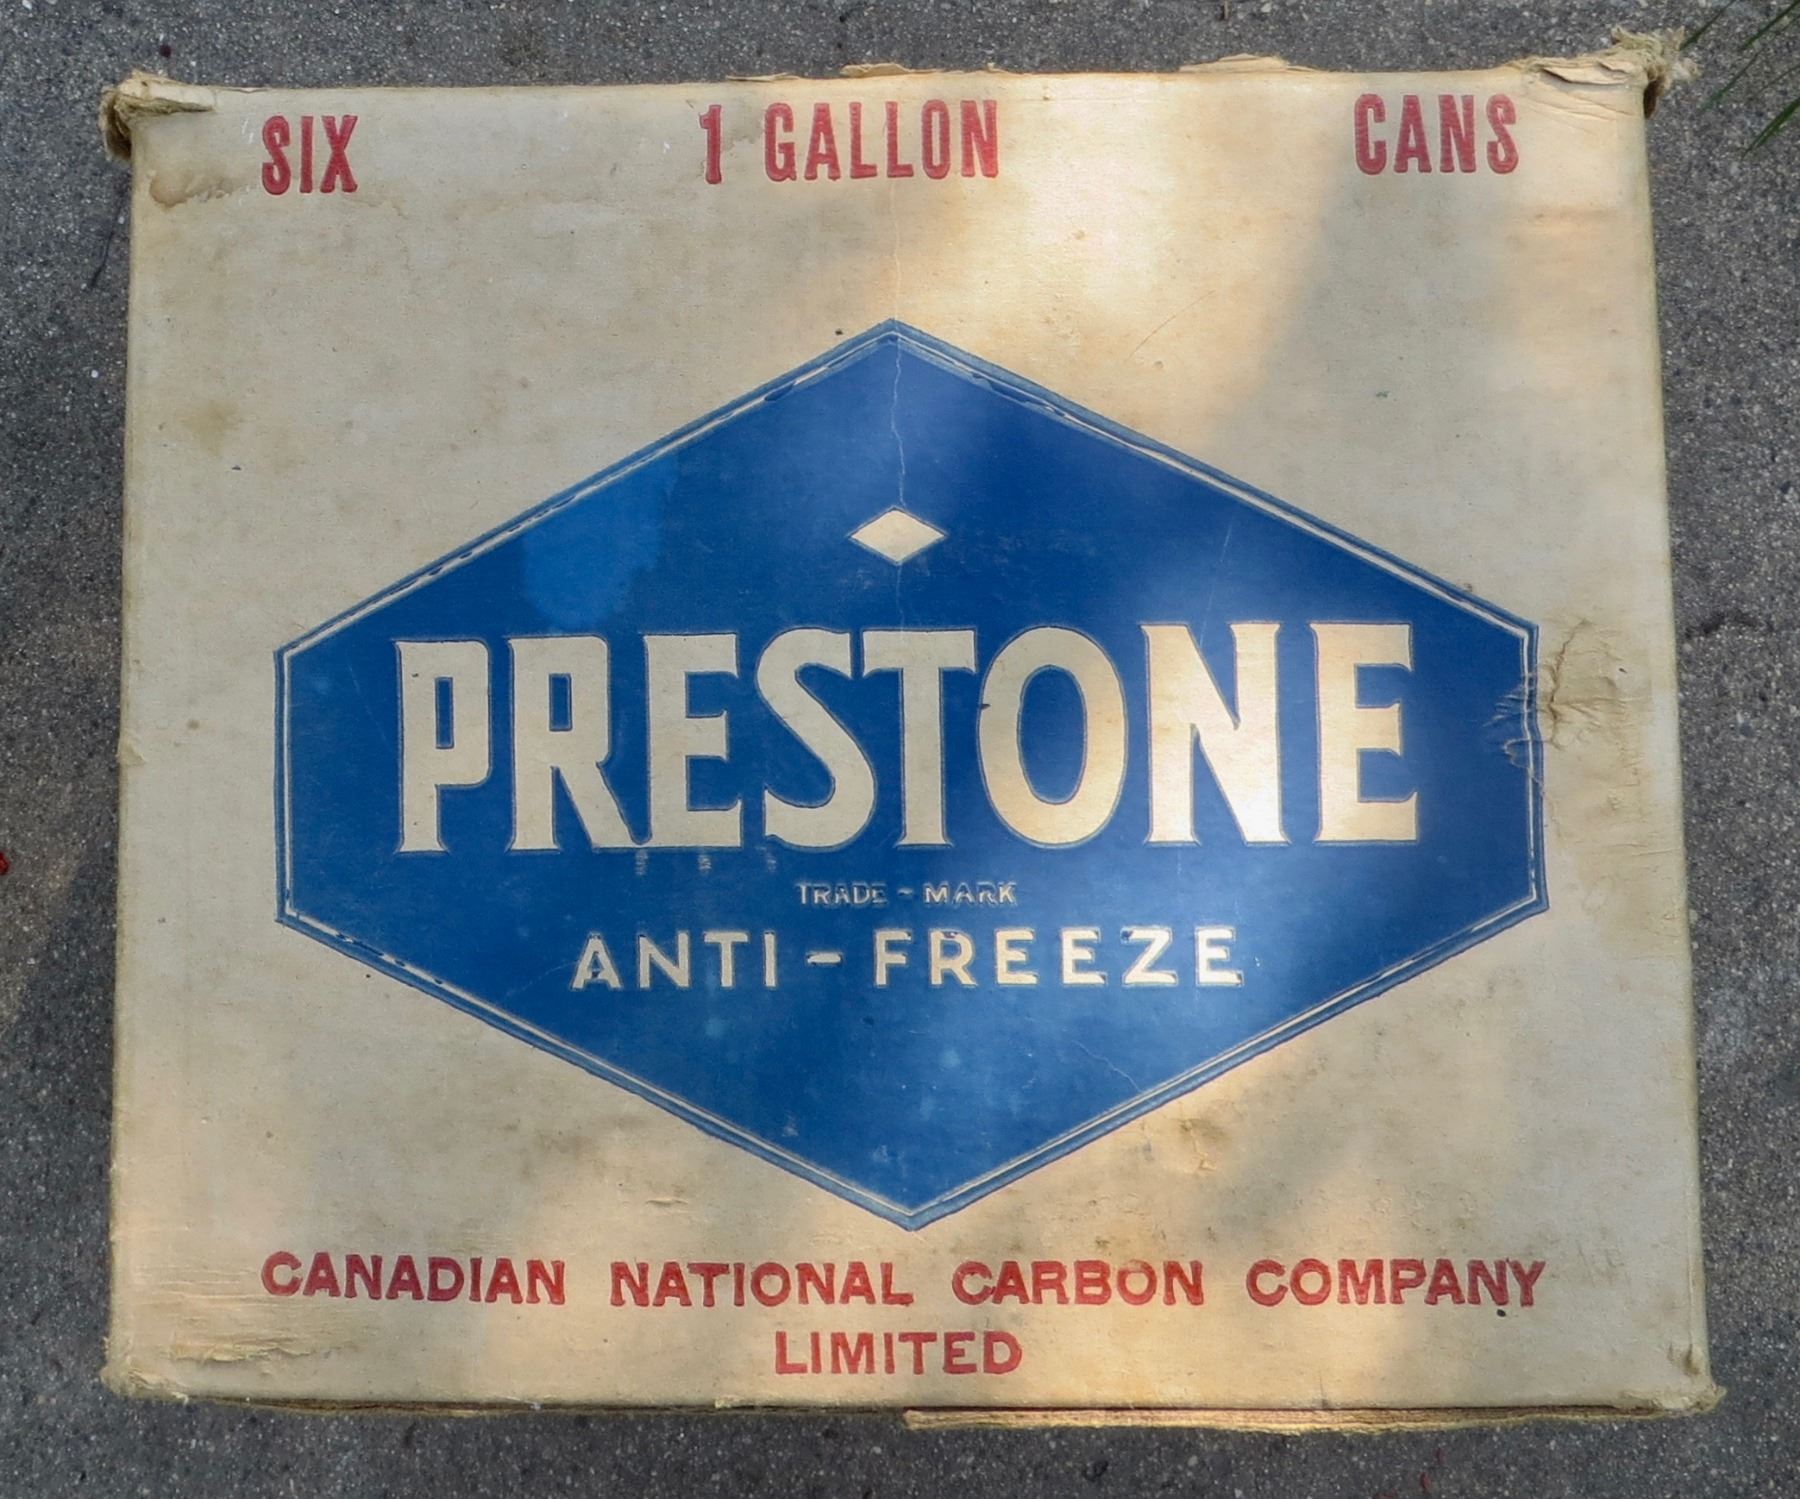 SIX 1 GALLON CANS
PRESTONE
TRADE - MARK
ANTI - FREEZE
CANADIAN NATIONAL CARBON COMPANY
LIMITED